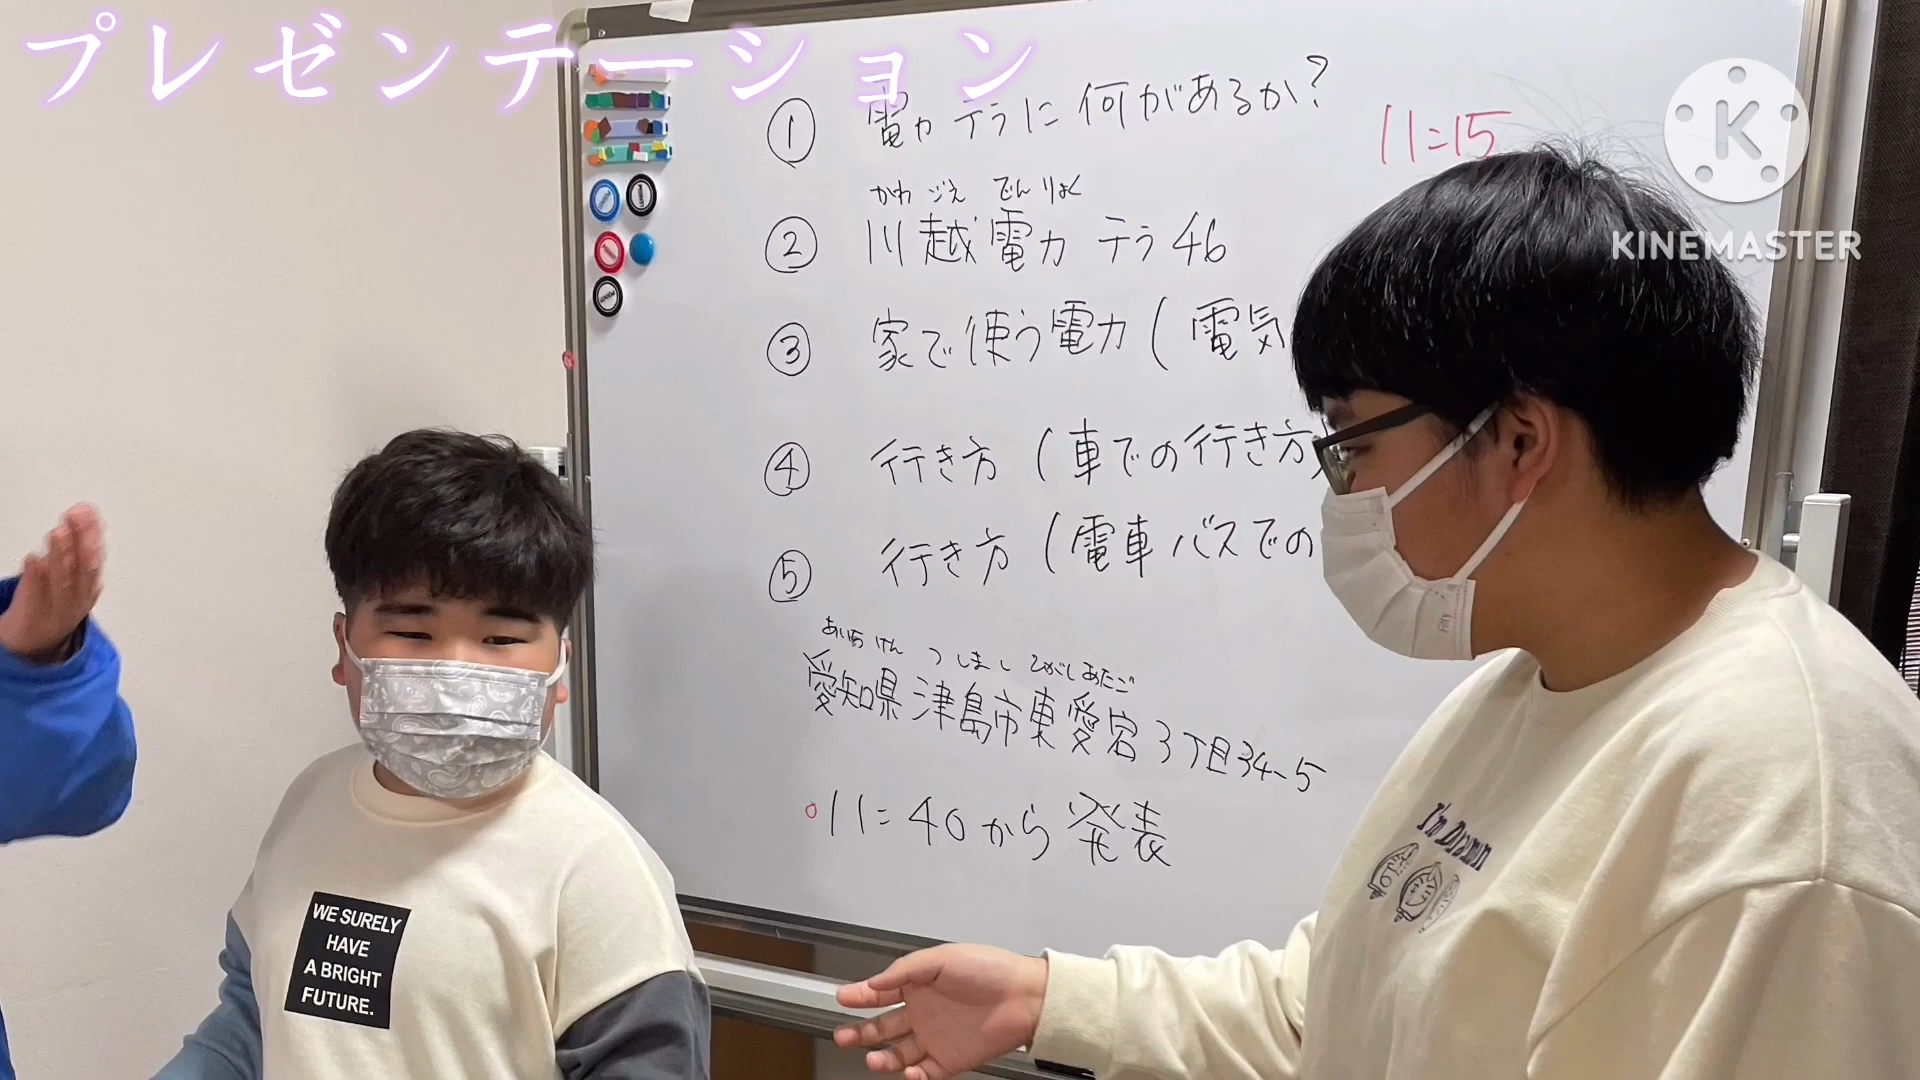 プレゼンテーション
① 電力テラに何があるか?
11:15
K
KINEMASTER
かわ ごえ でんりょく
② 川越電力テラ46
③ 家で使う電力(電気
④ 行き方(車での行き方)
⑤ 行き方(電車バスでの
あいち けん つしまし ひがしあたご
愛知県津島市東愛宕3丁目34-5
11:40から発表
WE SURELY
HAVE
A BRIGHT
FUTURE.
I'm